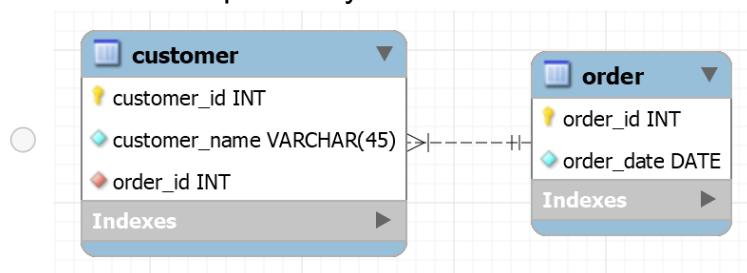 customer
customer_id INT
customer_name VARCHAR(45)
order_id INT
Indexes
order
order_id INT
order_date DATE
Indexes